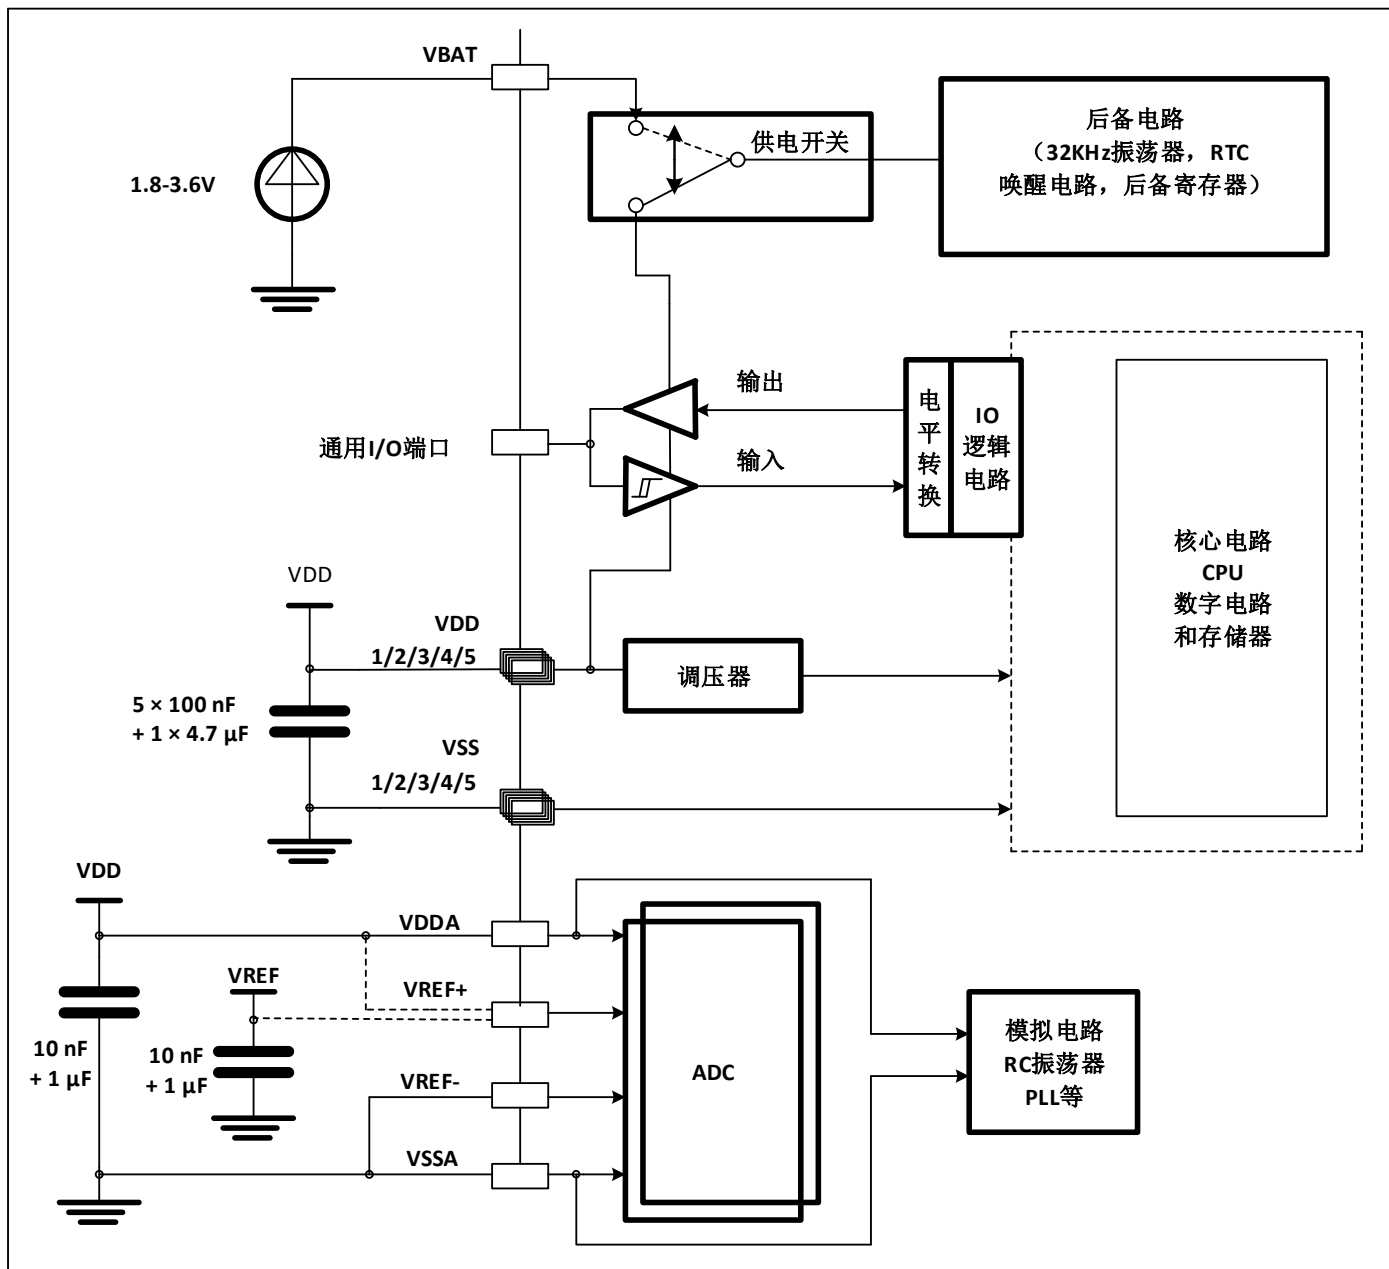 VBAT
供电开关
后备电路
（32KHz振荡器，RTC
唤醒电路，后备寄存器）
1.8-3.6V
输出
电
平
转
换
IO
逻辑
电路
通用I/O端口
输入
核心电路
CPU
数字电路
和存储器
VDD
VDD
1/2/3/4/5
调压器
5 × 100 nF
+ 1 × 4.7 μF
VSS
1/2/3/4/5
VDD
VDDA
VREF
VREF+
10 nF
+ 1 μF
10 nF
+ 1 μF
VREF-
VSSA
ADC
模拟电路
RC振荡器
PLL等